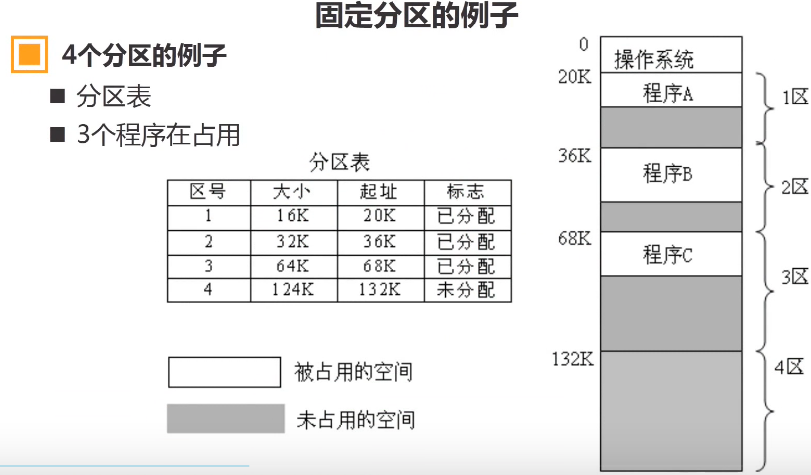 固定分区的例子
4个分区的例子
分区表
3个程序在占用
分区表
区号 大小 起址 标志
1 16K 20K 已分配
2 32K 36K 已分配
3 64K 68K 已分配
4 124K 132K 未分配
被占用的空间
未占用的空间
0
操作系统
20K
程序A
1区
36K
程序B
2区
68K
程序C
3区
132K
4区